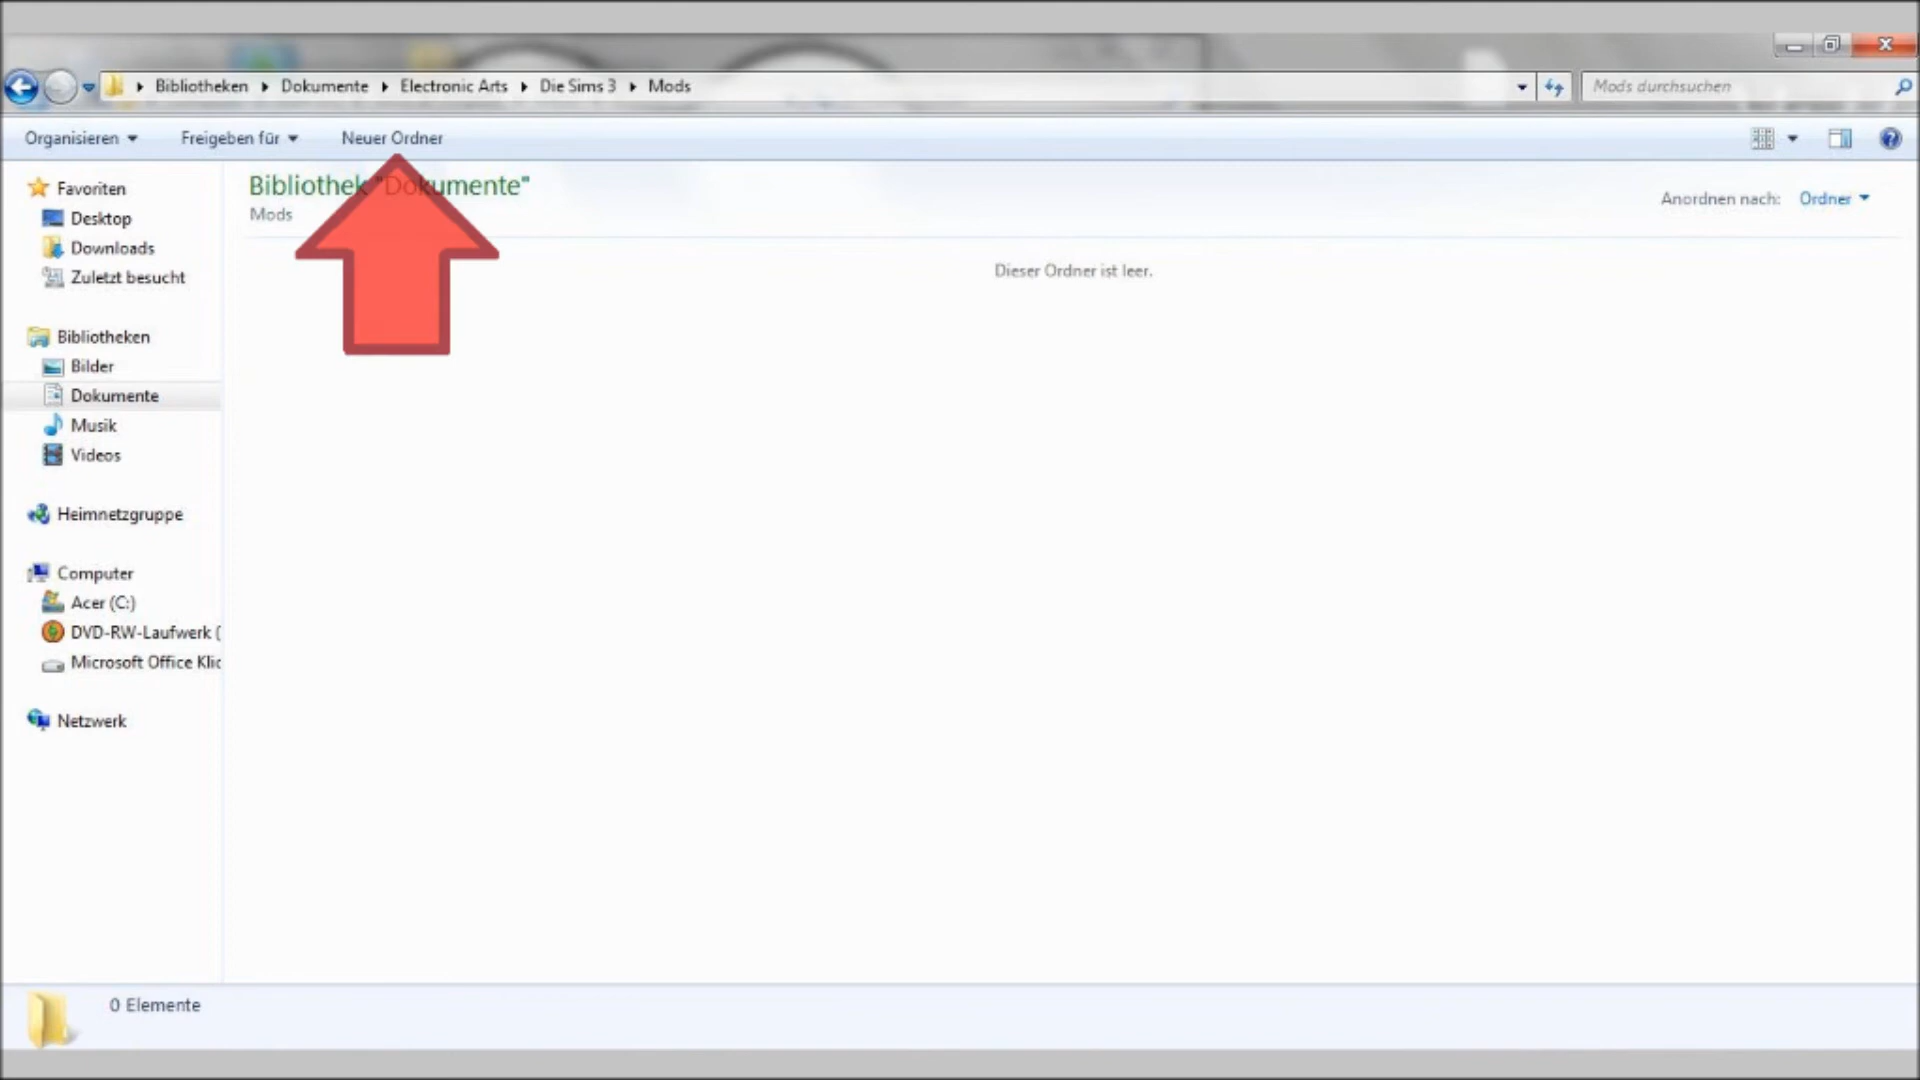 Bibliotheken Dokumente Electronic Arts Die Sims 3 Mods
Mods durchsuchen
Organisieren Freigeben für Neuer Ordner
Favoriten
Desktop
Downloads
Zuletzt besucht
Bibliotheken
Bilder
Dokumente
Musik
Videos
Heimnetzgruppe
Computer
Acer (C:)
DVD-RW-Laufwerk (
Microsoft Office Klic
Netzwerk
Bibliothek "Dokumente"
Mods
Anordnen nach: Ordner
Dieser Ordner ist leer.
0 Elemente